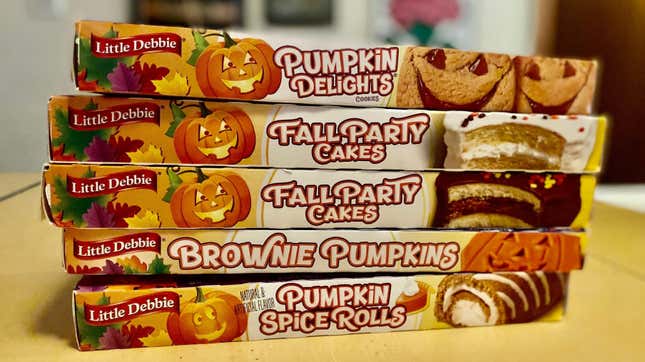 Little Debbie
PUMPKIN
DELIGHTS
COOKIES
Little Debbie
FALL PARTY
CAKES
Little Debbie
FALL PARTY
CAKES
Little Debbie
BROWNIE PUMPKINS
Little Debbie
NATURAL &
ARTIFICIAL FLAVOR
PUMPKIN
SPICE ROLLS